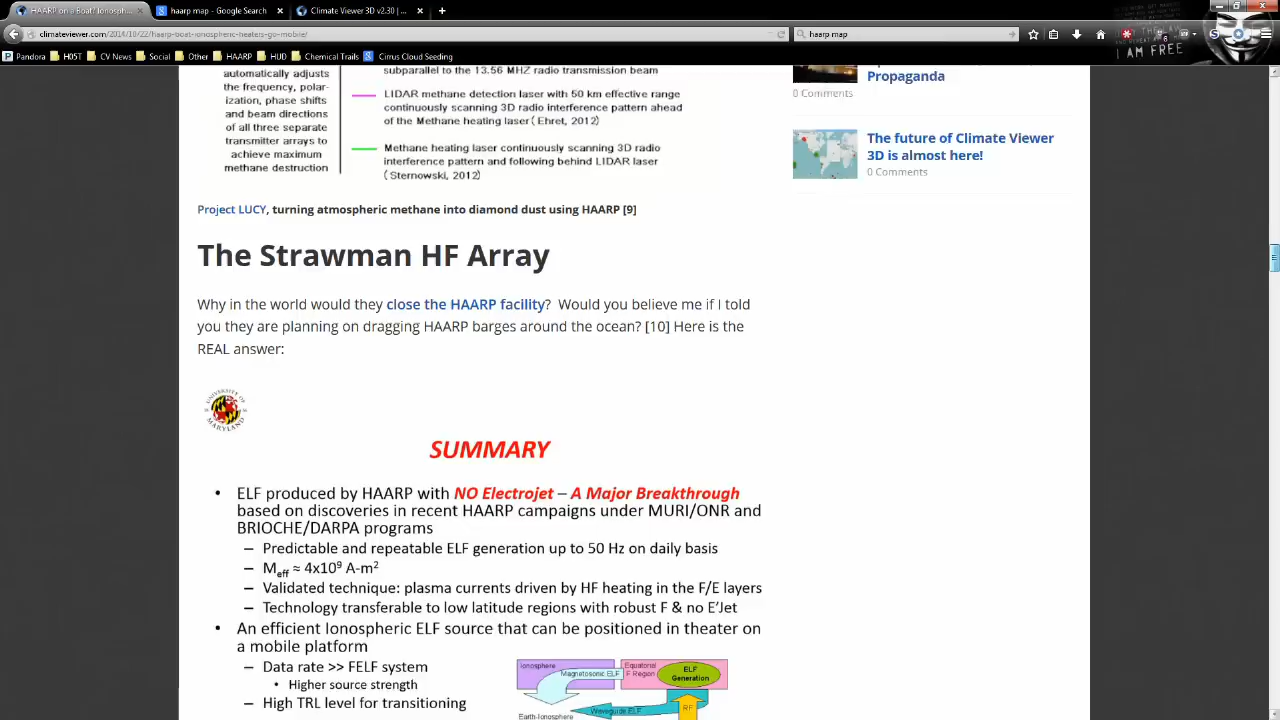 HAARP on a Boat! Ionosph...
haarp map - Google Search
Climate Viewer 3D v2.30 | ...
climateviewer.com/2014/10/22/haarp-boat-ionospheric-heaters-go-mobile/
haarp map
I AM FREE
Pandora
HOST
CV News
Social
Other
HAARP
HUD
Chemical Trails
Cirus Cloud Seeding
automatically adjusts
the frequency, polar-
ization, phase shifts
and beam directions
of all three separate
transmitter arrays to
achieve maximum
methane destruction
subparallel to the 13.56 MHZ radio transmission beam
LIDAR methane detection laser with 50 km effective range
continuously scanning 3D radio interference pattern ahead
of the Methane heating laser (Ehret, 2012)
Methane heating laser continuously scanning 3D radio
interference pattern and following behind LIDAR laser
(Sternowski, 2012)
Project LUCY, turning atmospheric methane into diamond dust using HAARP [9]
The Strawman HF Array
Why in the world would they close the HAARP facility? Would you believe me if I told
you they are planning on dragging HAARP barges around the ocean? [10] Here is the
REAL answer:
UNIVERSITY OF
MARYLAND
SUMMARY
• ELF produced by HAARP with NO Electrojet – A Major Breakthrough
based on discoveries in recent HAARP campaigns under MURI/ONR and
BRIOCHE/DARPA programs
– Predictable and repeatable ELF generation up to 50 Hz on daily basis
– Meff ≈ 4x10⁹ A-m²
– Validated technique: plasma currents driven by HF heating in the F/E layers
– Technology transferable to low latitude regions with robust F & no E'Jet
• An efficient Ionospheric ELF source that can be positioned in theater on
a mobile platform
– Data rate >> FELF system
• Higher source strength
– High TRL level for transitioning
Ionosphere
Magnetosonic ELF
Equatorial
F Region
ELF
Generation
Waveguide ELF
RF
Earth-Ionosphere
Propaganda
0 Comments
The future of Climate Viewer
3D is almost here!
0 Comments